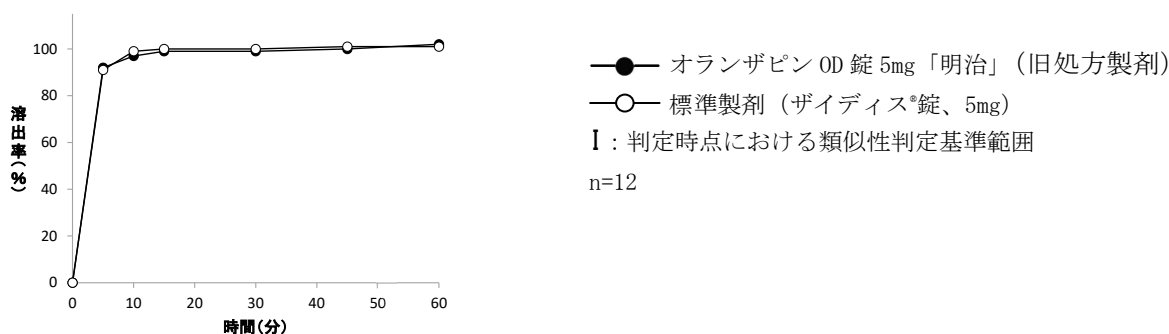 100
80
60
40
20
0
溶出率(%)
0 10 20 30 40 50 60
時間(分)
オランザピン OD 錠 5mg「明治」(旧処方製剤)
標準製剤（ザイディス®錠、5mg）
I：判定時点における類似性判定基準範囲
n=12